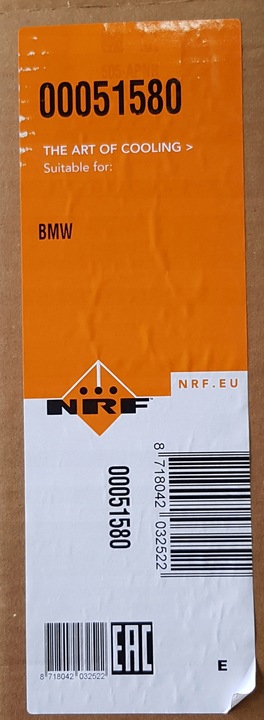 00051580
THE ART OF COOLING >
Suitable for:
BMW
NRF.EU
NRF
8 718042 032522
00051580
8 718042 032522
EAC
E